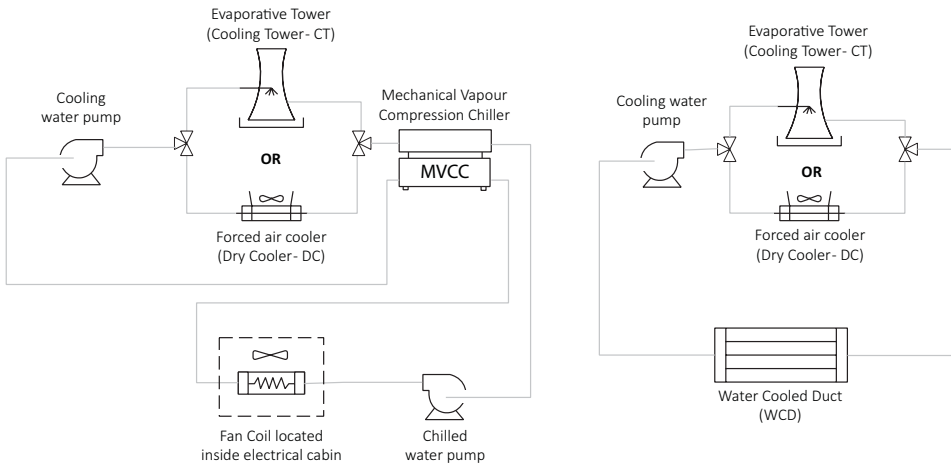 Evaporative Tower
(Cooling Tower- CT)
Cooling
water pump
Mechanical Vapour
Compression Chiller
OR
MVCC
Forced air cooler
(Dry Cooler- DC)
Fan Coil located
inside electrical cabin
Chilled
water pump
Evaporative Tower
(Cooling Tower- CT)
Cooling water
pump
OR
Forced air cooler
(Dry Cooler- DC)
Water Cooled Duct
(WCD)